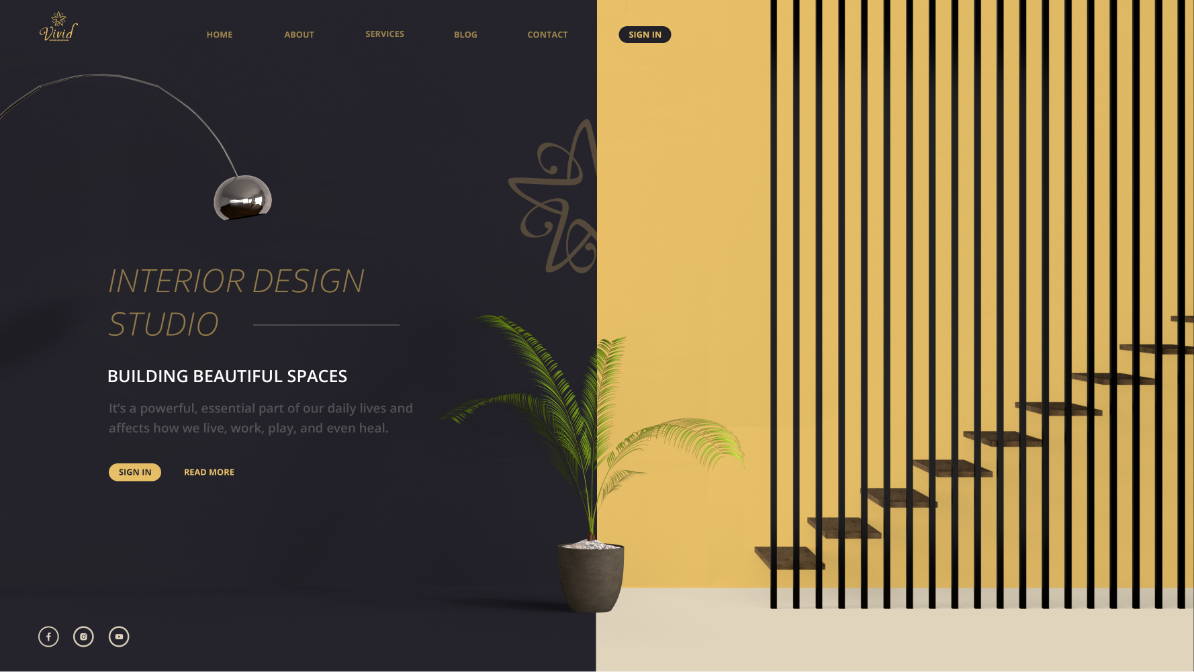 Vivid
HOME
ABOUT
SERVICES
BLOG
CONTACT
SIGN IN
INTERIOR DESIGN
STUDIO
BUILDING BEAUTIFUL SPACES
It's a powerful, essential part of our daily lives and
affects how we live, work, play, and even heal.
SIGN IN
READ MORE